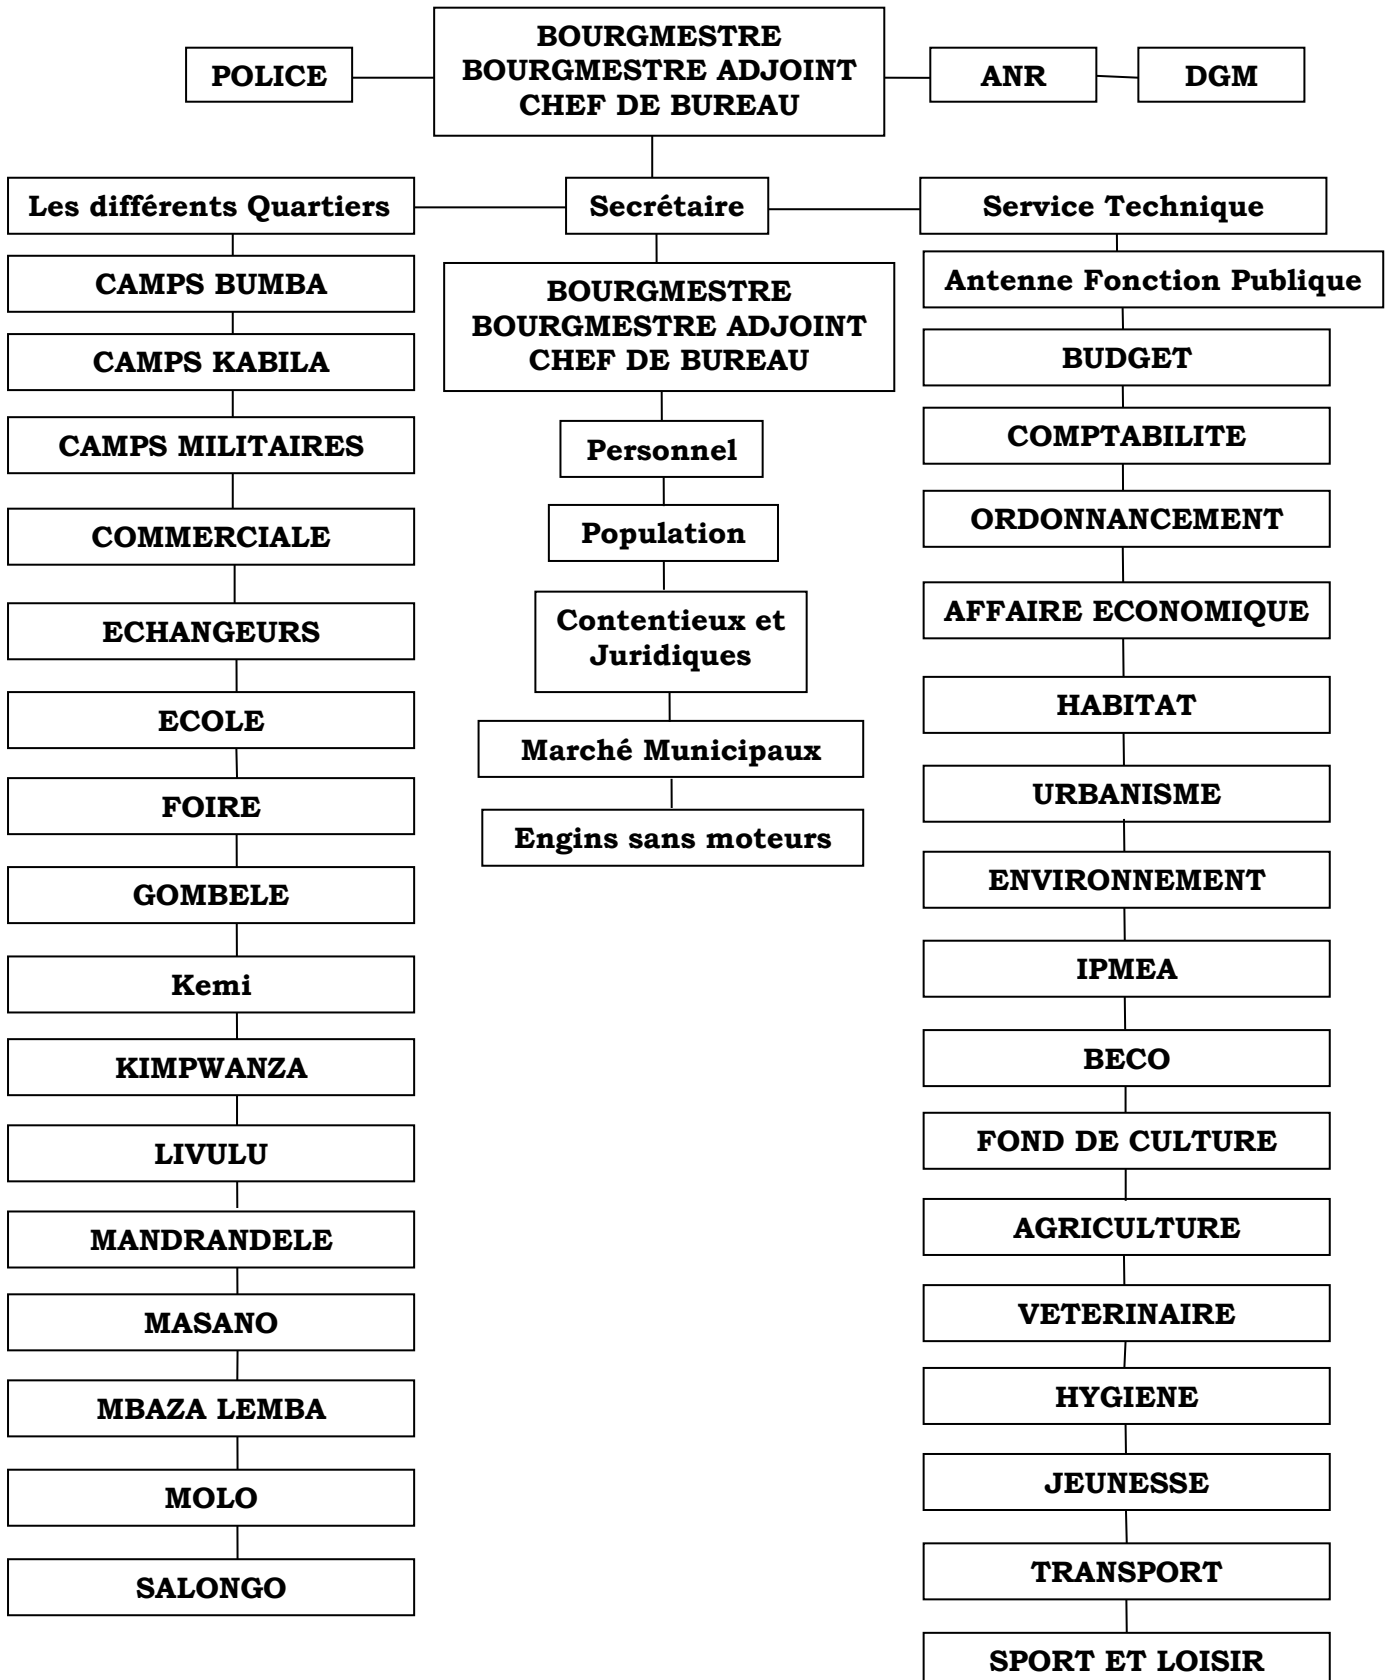 BOURGMESTRE
BOURGMESTRE ADJOINT
CHEF DE BUREAU
POLICE
ANR
DGM
Les différents Quartiers
Secrétaire
Service Technique
CAMPS BUMBA
CAMPS KABILA
CAMPS MILITAIRES
COMMERCIALE
ECHANGEURS
ECOLE
FOIRE
GOMBELE
Kemi
KIMPWANZA
LIVULU
MANDRANDELE
MASANO
MBAZA LEMBA
MOLO
SALONGO
BOURGMESTRE
BOURGMESTRE ADJOINT
CHEF DE BUREAU
Personnel
Population
Contentieux et
Juridiques
Marché Municipaux
Engins sans moteurs
Antenne Fonction Publique
BUDGET
COMPTABILITE
ORDONNANCEMENT
AFFAIRE ECONOMIQUE
HABITAT
URBANISME
ENVIRONNEMENT
IPMEA
BECO
FOND DE CULTURE
AGRICULTURE
VETERINAIRE
HYGIENE
JEUNESSE
TRANSPORT
SPORT ET LOISIR